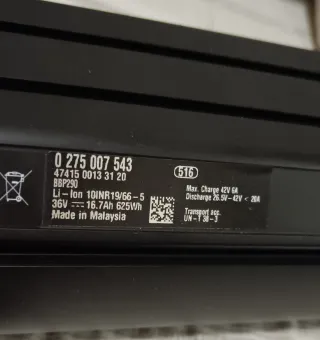 0 275 007 543
47415 0013 31 20
BBP290
Li-Ion 10INR19/66-5
36V ⎓ 16.7Ah 625Wh
Made in Malaysia
516
Max. Charge 42V 6A
Discharge 26.5V-42V < 20A
Transport acc.
UN-T 38-3